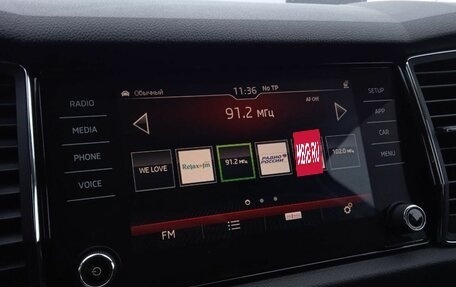 Обычный
11:36
No TP
AF Off
RADIO
MEDIA
PHONE
VOICE
91.2 МГц
SETUP
APP
CAR
MENU
WE LOVE
Relax fm
91.2 МГц
РАДИО РОССИИ
102.0 МГц
FM